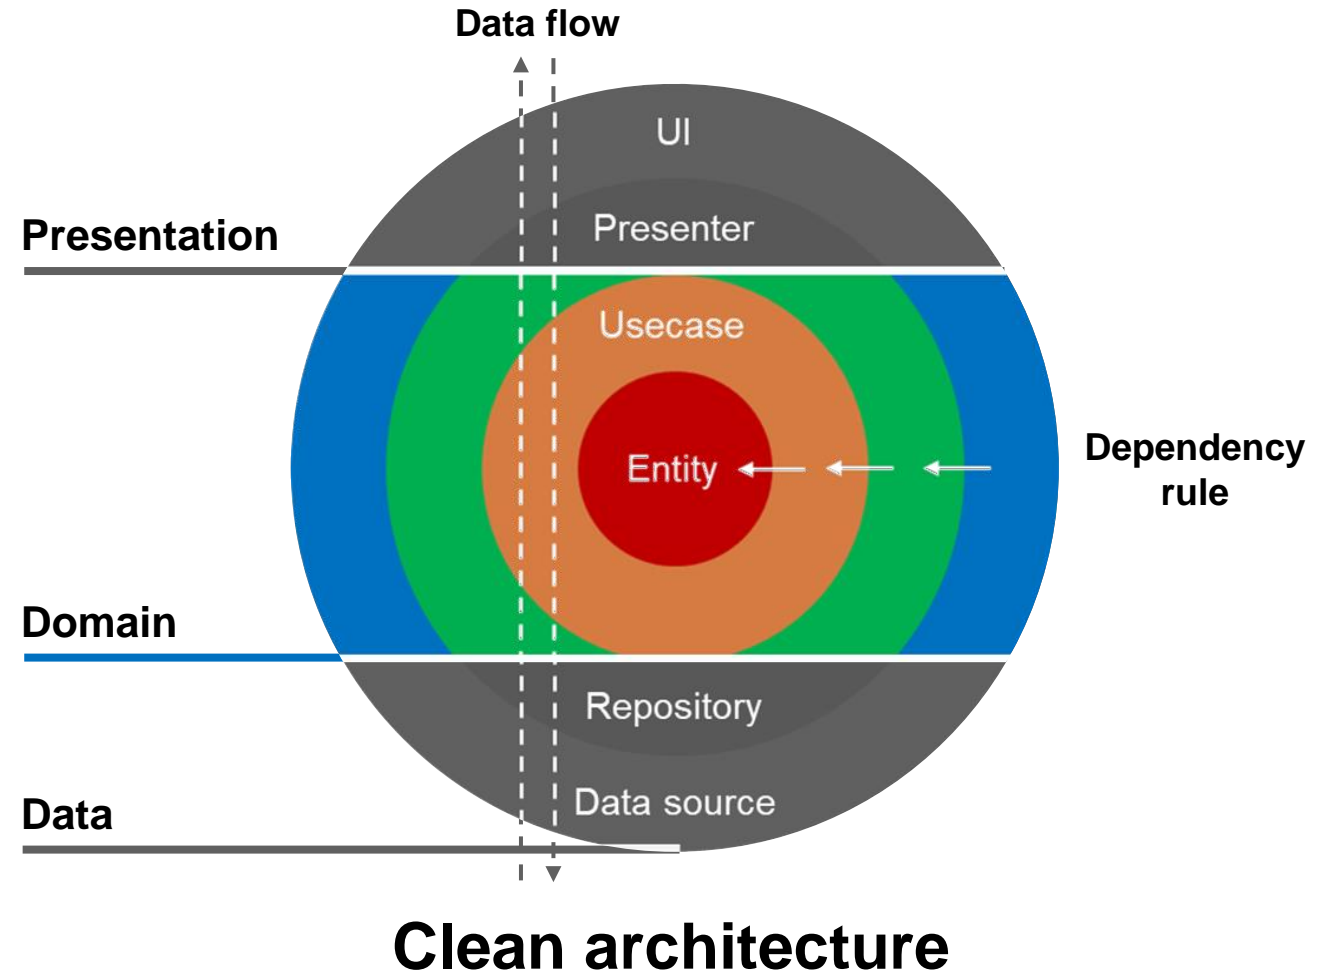 Data flow
UI
Presentation
Presenter
Usecase
Entity
Dependency
rule
Domain
Repository
Data
Data source
Clean architecture